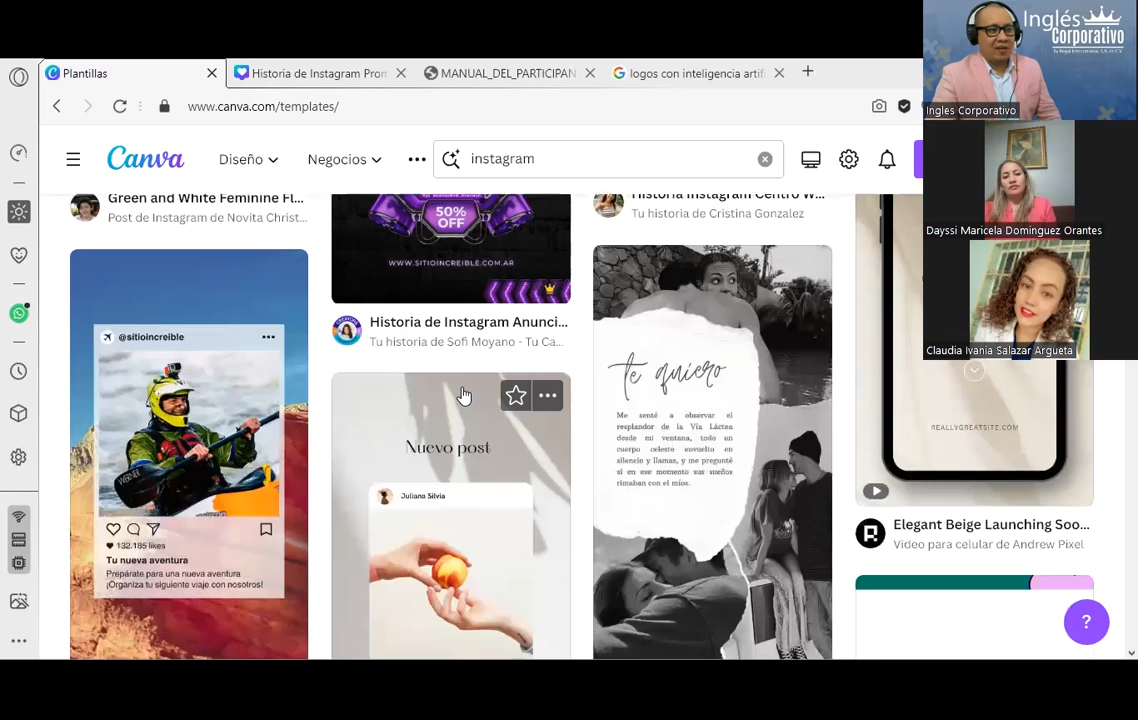 Plantillas
Historia de Instagram Pron
MANUAL_DEL_PARTICIPAN
logos con inteligencia artifi
www.canva.com/templates/
Canva
Diseño
Negocios
instagram
Green and White Feminine Fl...
Post de Instagram de Novita Christ...
@sitioincreible
132.185 likes
Tu nueva aventura
Prepárate para una nueva aventura
¡Organiza tu siguiente viaje con nosotros!
50%
OFF
WWW.SITIOINCREIBLE.COM.AR
Historia de Instagram Anunci...
Tu historia de Sofi Moyano - Tu Ca...
Nuevo post
Juliana Silvia
Historia Instagram Centro W...
Tu historia de Cristina Gonzalez
te quiero
Me senté a observar el
resplandor de la Vía Láctea
desde mi ventana, todo un
cuerpo celeste envuelto en
silencio y llamas, y me pregunté
si en ese momento sus sueños
rimaban con el míos.
REALLYGREATSITE.COM
Elegant Beige Launching Soo...
Video para celular de Andrew Pixel
?
Inglés
Corporativo
Ingles Corporativo
Dayssi Maricela Dominguez Orantes
Claudia Ivania Salazar Argueta